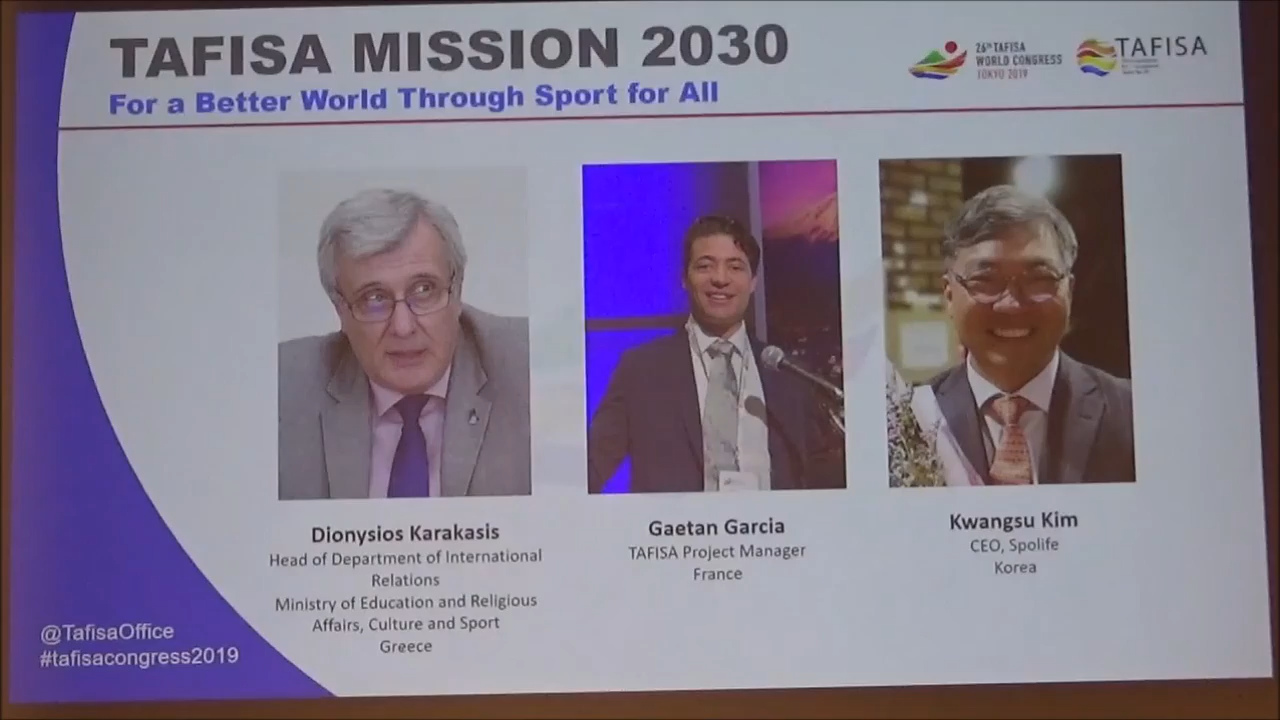 TAFISA MISSION 2030
For a Better World Through Sport for All
26th TAFISA
WORLD CONGRESS
TOKYO 2019
TAFISA
Dionysios Karakasis
Head of Department of International
Relations
Ministry of Education and Religious
Affairs, Culture and Sport
Greece
Gaetan Garcia
TAFISA Project Manager
France
Kwangsu Kim
CEO, Spolife
Korea
@TafisaOffice
#tafisacongress2019